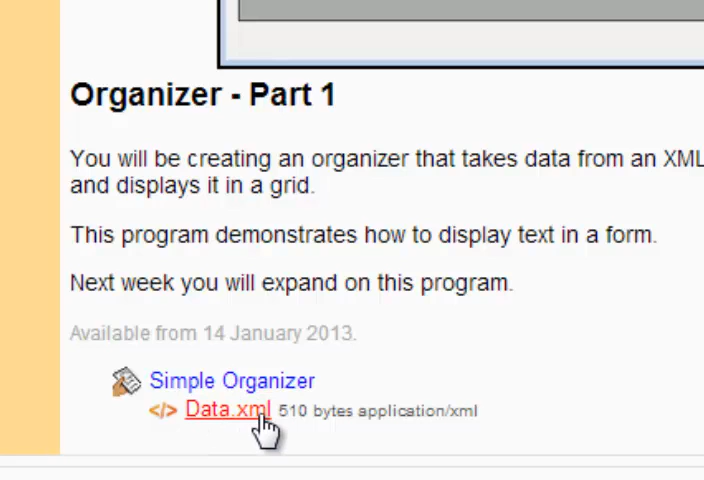 Organizer - Part 1
You will be creating an organizer that takes data from an XML
and displays it in a grid.
This program demonstrates how to display text in a form.
Next week you will expand on this program.
Available from 14 January 2013.
Simple Organizer
</> Data.xml 510 bytes application/xml